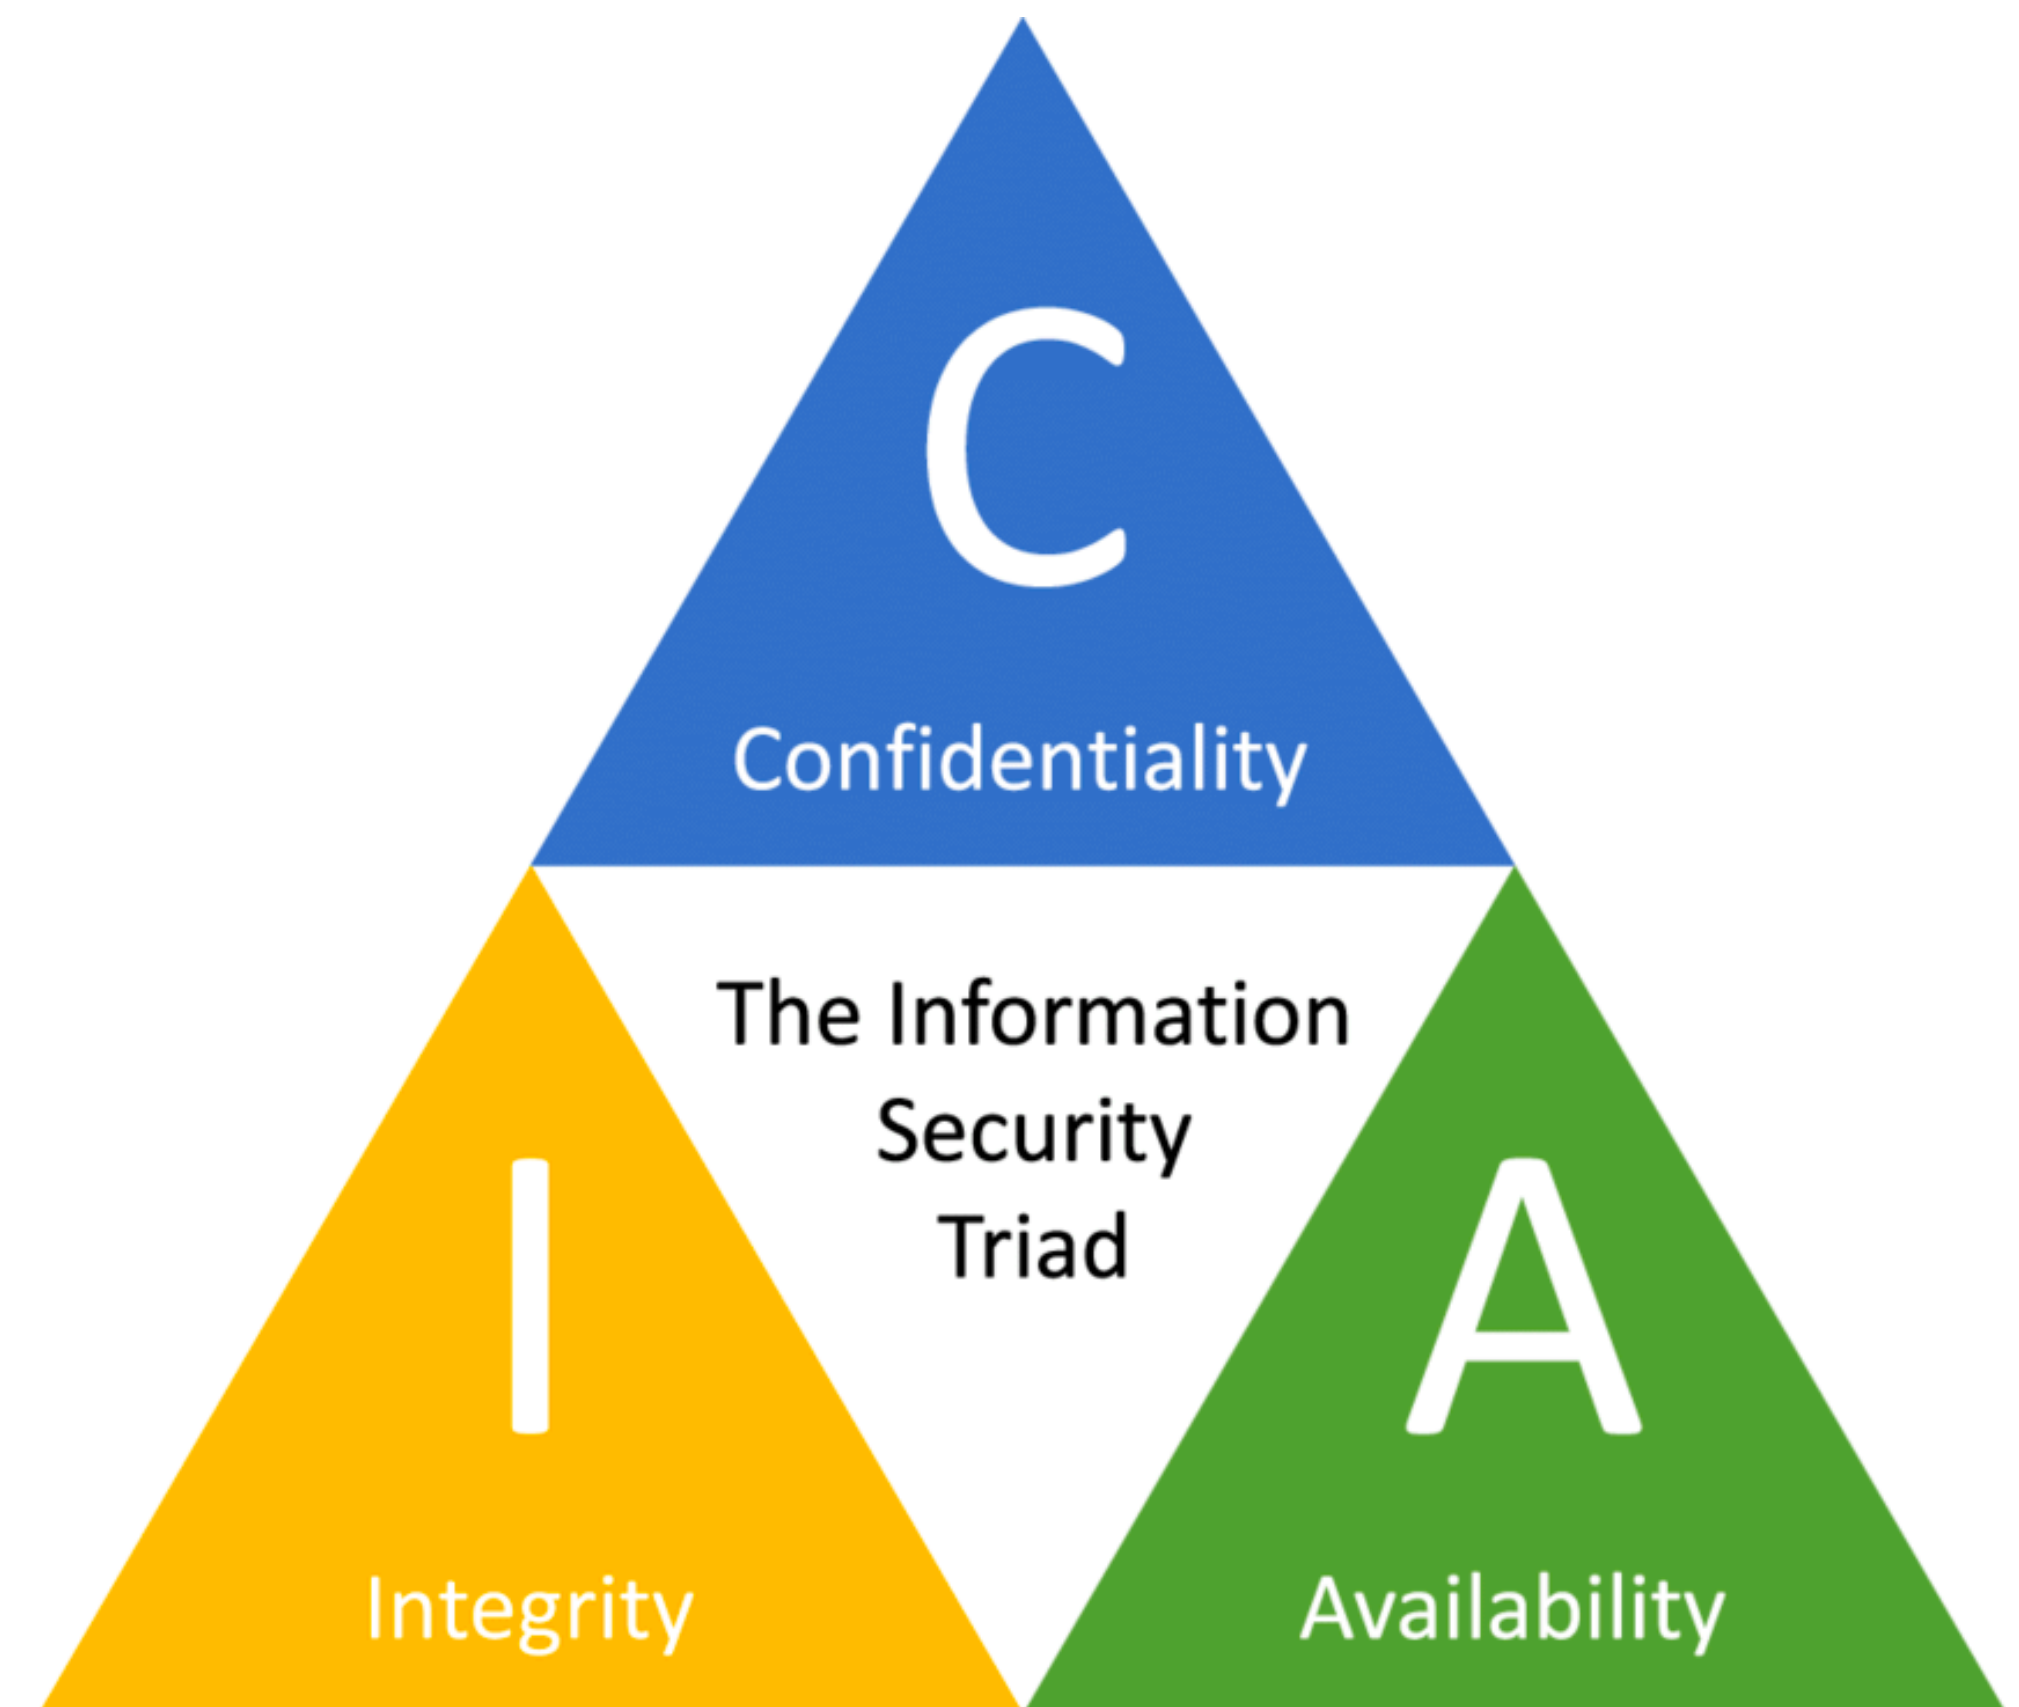 C
Confidentiality
The Information
Security
Triad
I
Integrity
A
Availability